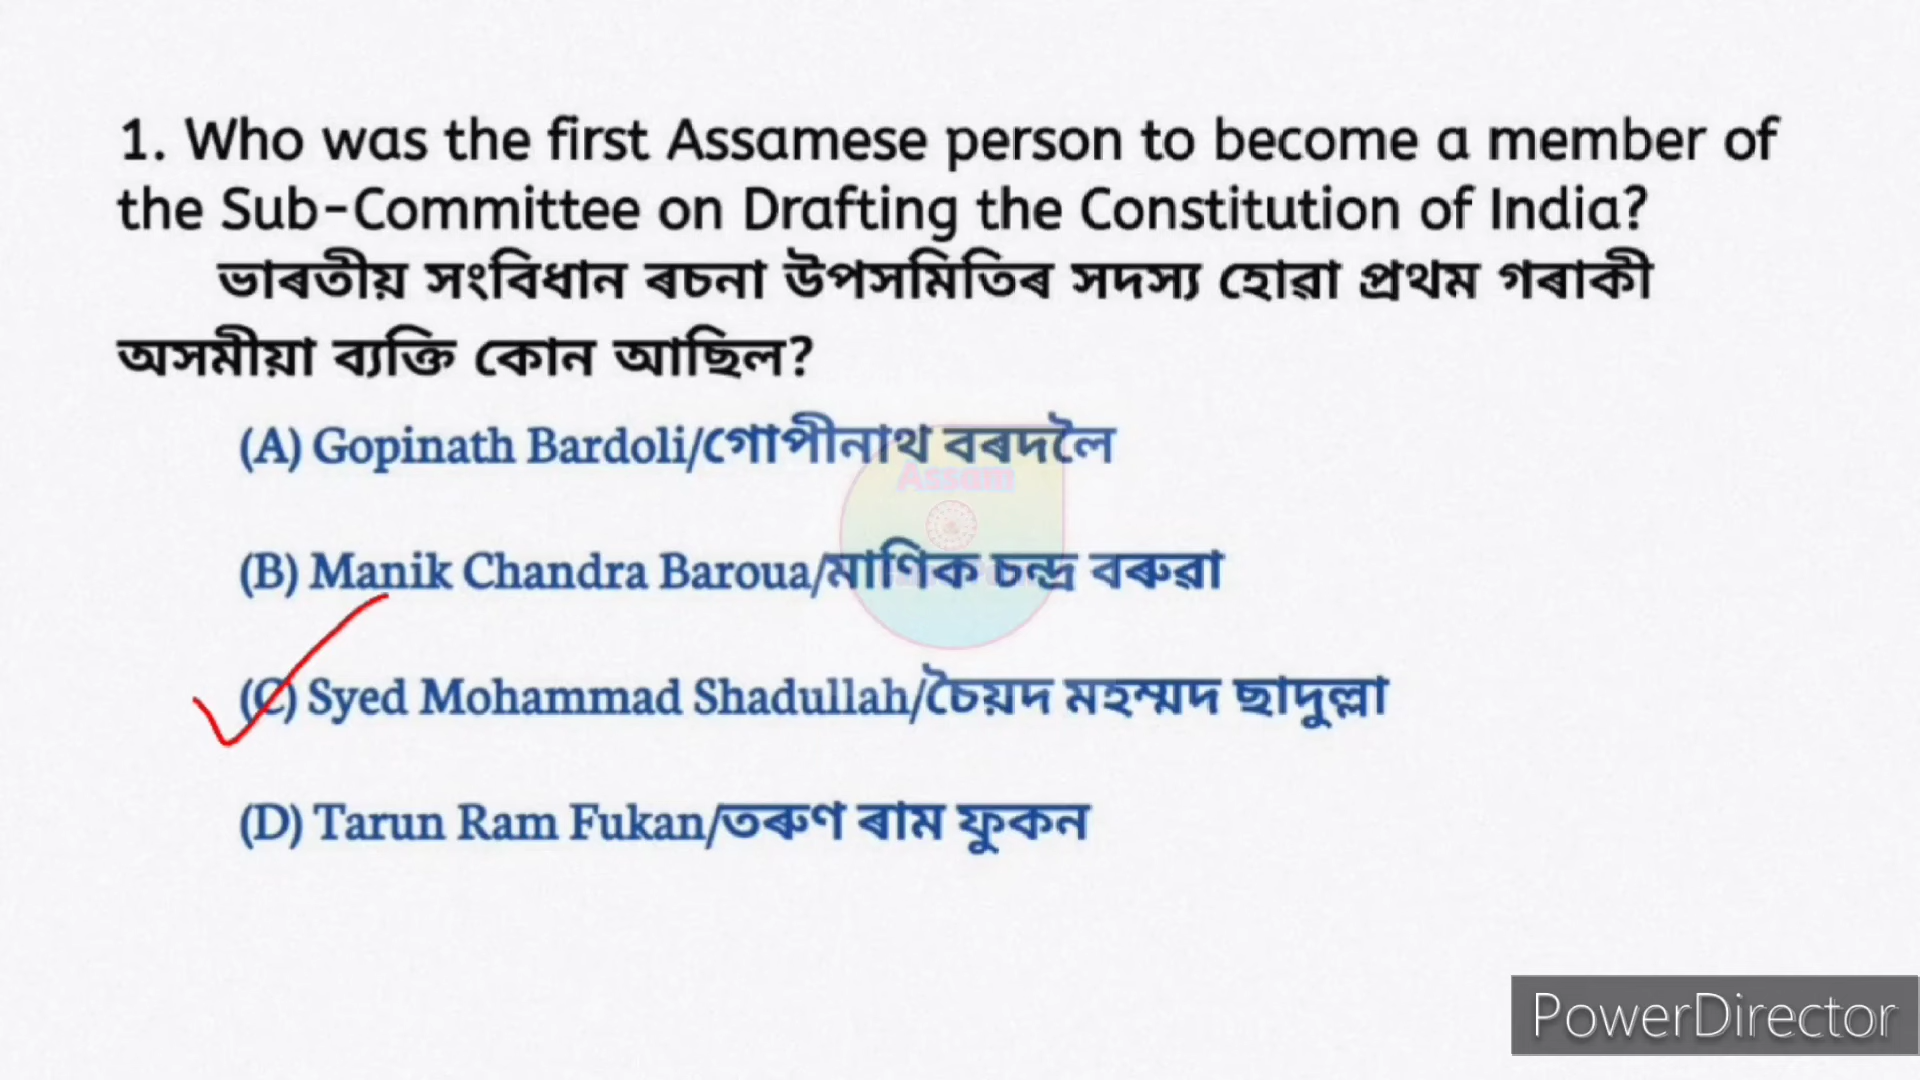 1. Who was the first Assamese person to become a member of
the Sub-Committee on Drafting the Constitution of India?
ভাৰতীয় সংবিধান ৰচনা উপসমিতিৰ সদস্য হোৱা প্ৰথম গৰাকী
অসমীয়া ব্যক্তি কোন আছিল?
(A) Gopinath Bardoli/গোপীনাথ বৰদলৈ
Assam
(B) Manik Chandra Baroua/মাণিক চন্দ্ৰ বৰুৱা
(C) Syed Mohammad Shadullah/চৈয়দ মহম্মদ ছাদুল্লা
(D) Tarun Ram Fukan/তৰুণ ৰাম ফুকন
PowerDirector